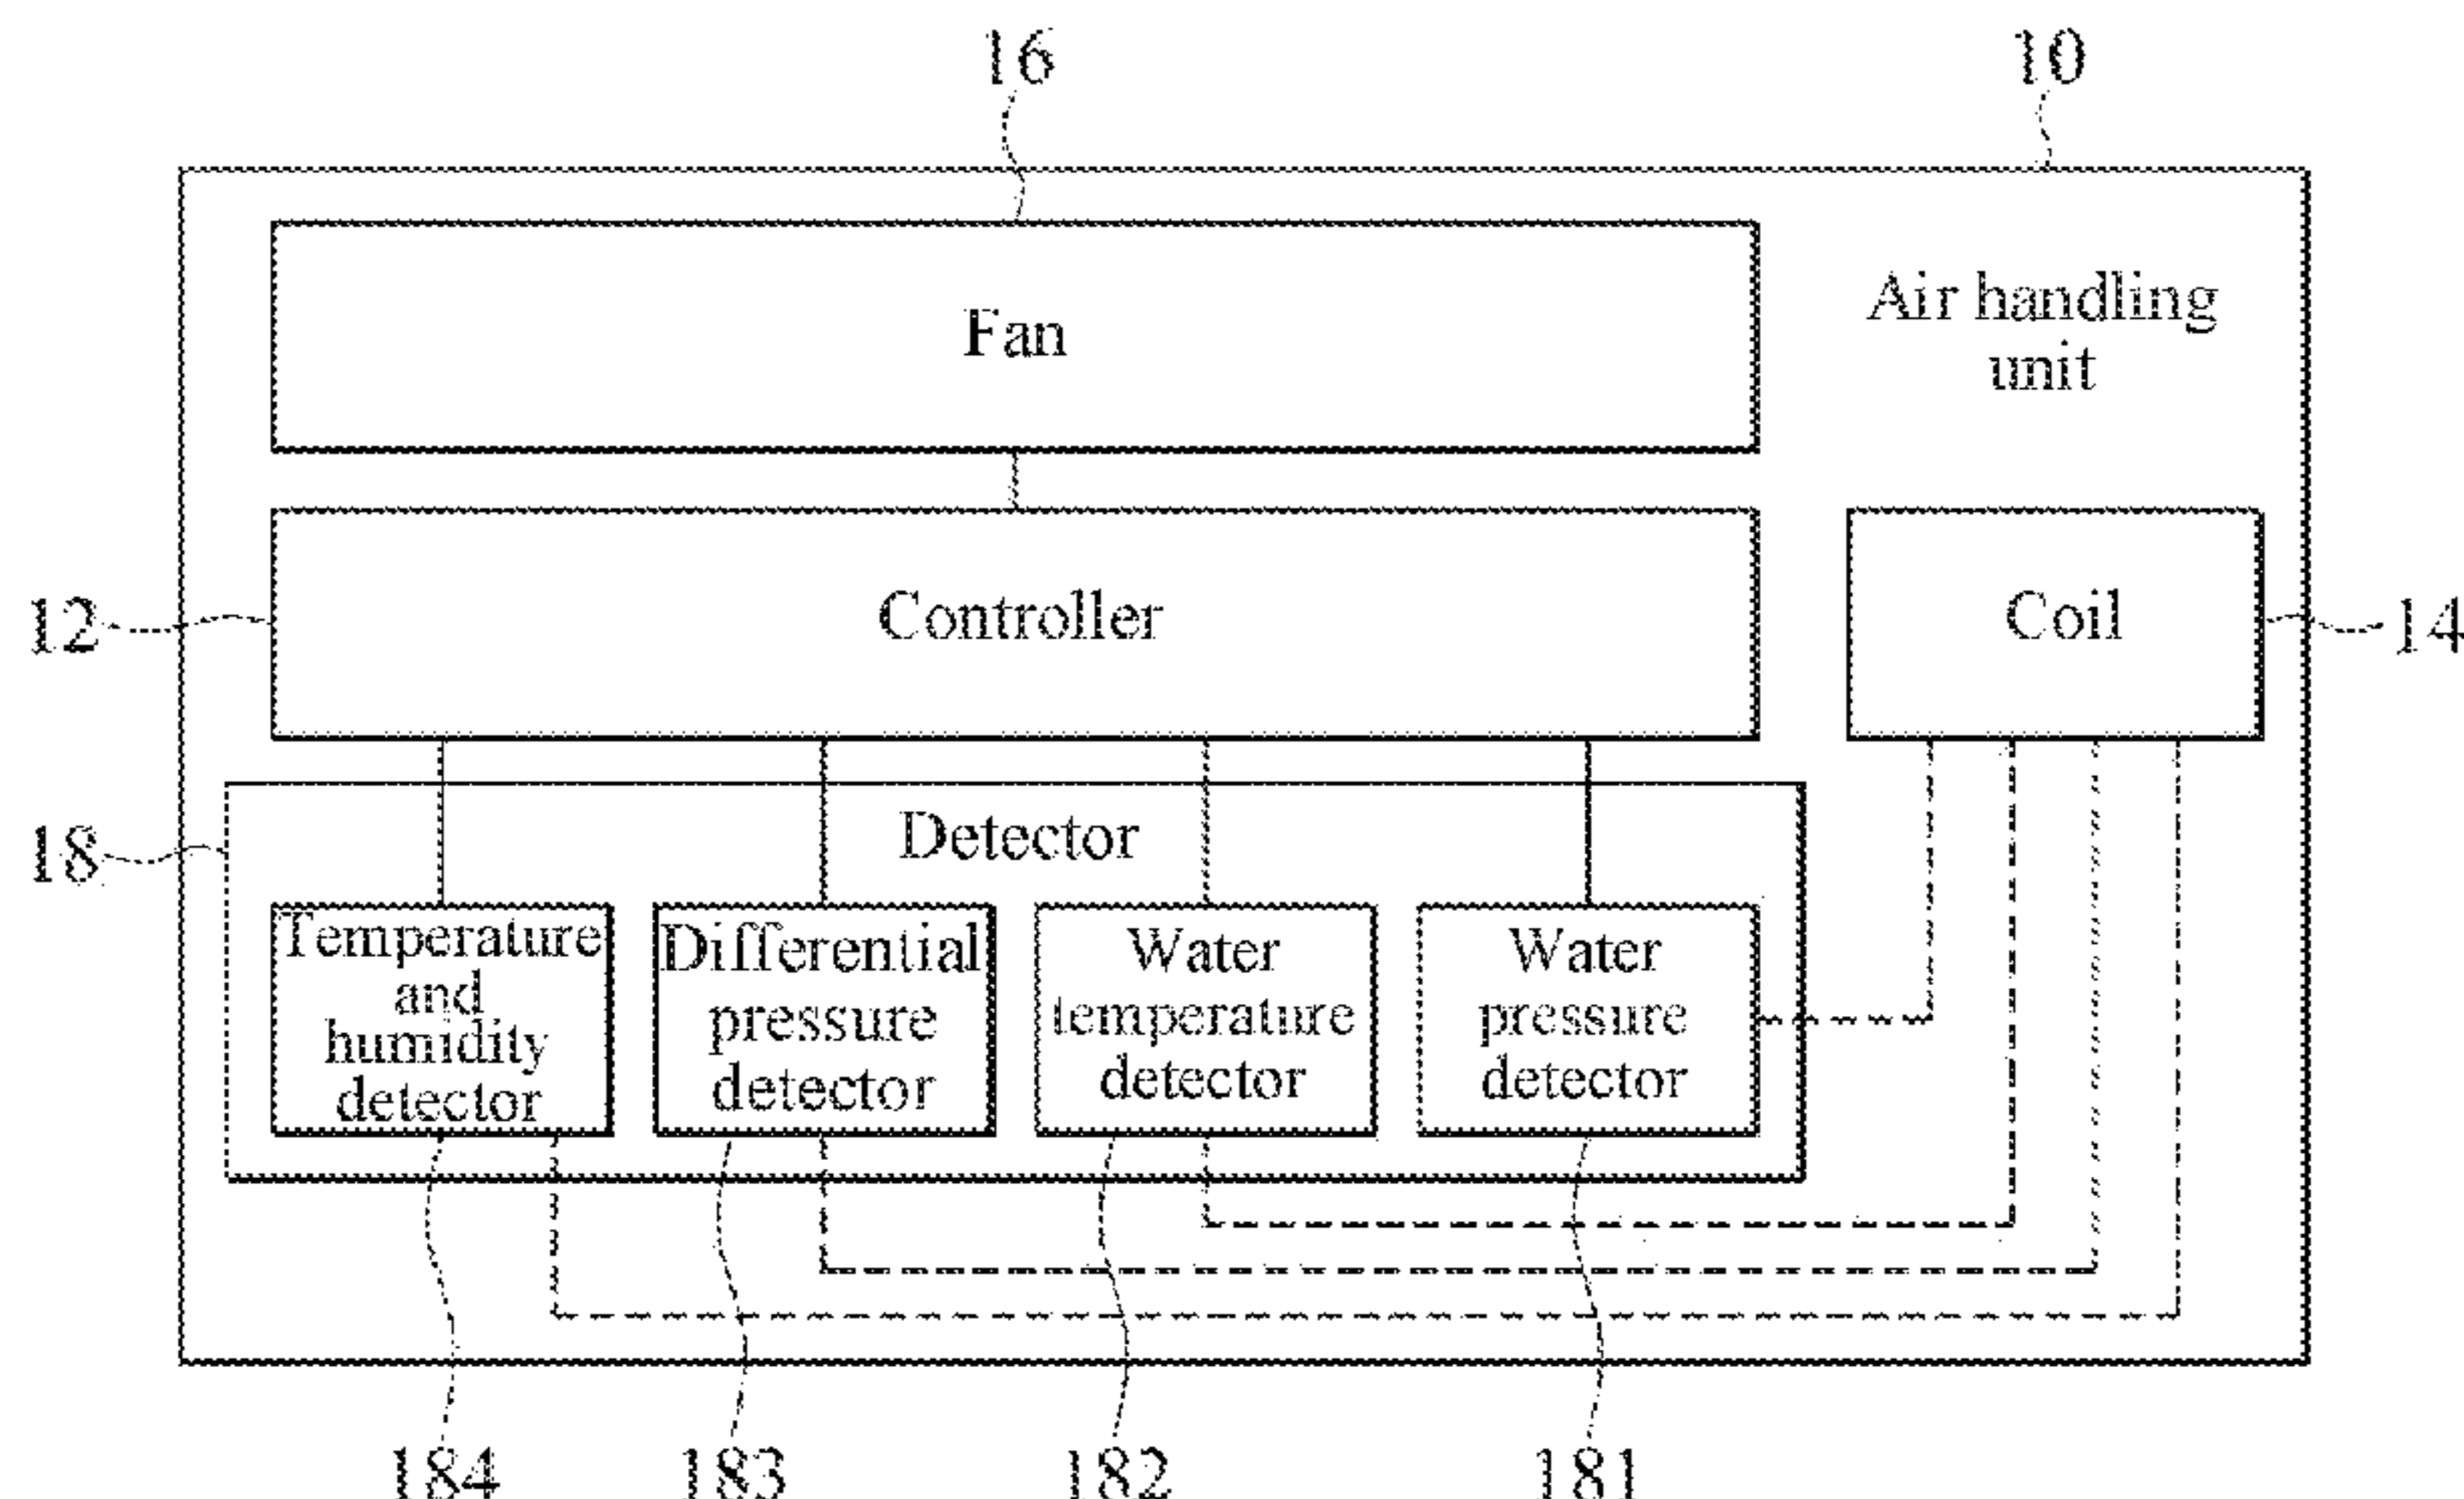 16
10
Fan
Air handling
unit
12
Controller
Coil
14
18
Detector
Temperature
and
humidity
detector
Differential
pressure
detector
Water
temperature
detector
Water
pressure
detector
184
183
182
181